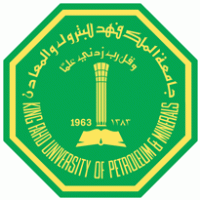 جامعة الملك فهد للبترول والمعادن
وقل رب زدني علما
1963 ١٣٨٣
KING FAHD UNIVERSITY OF PETROLEUM & MINERALS